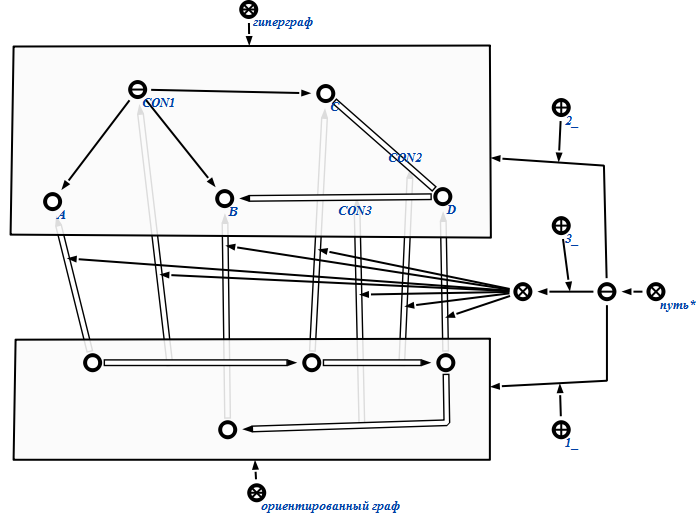 гиперграф
CON1
C
2_
CON2
A
B
CON3
D
3_
путь*
1_
ориентированный граф